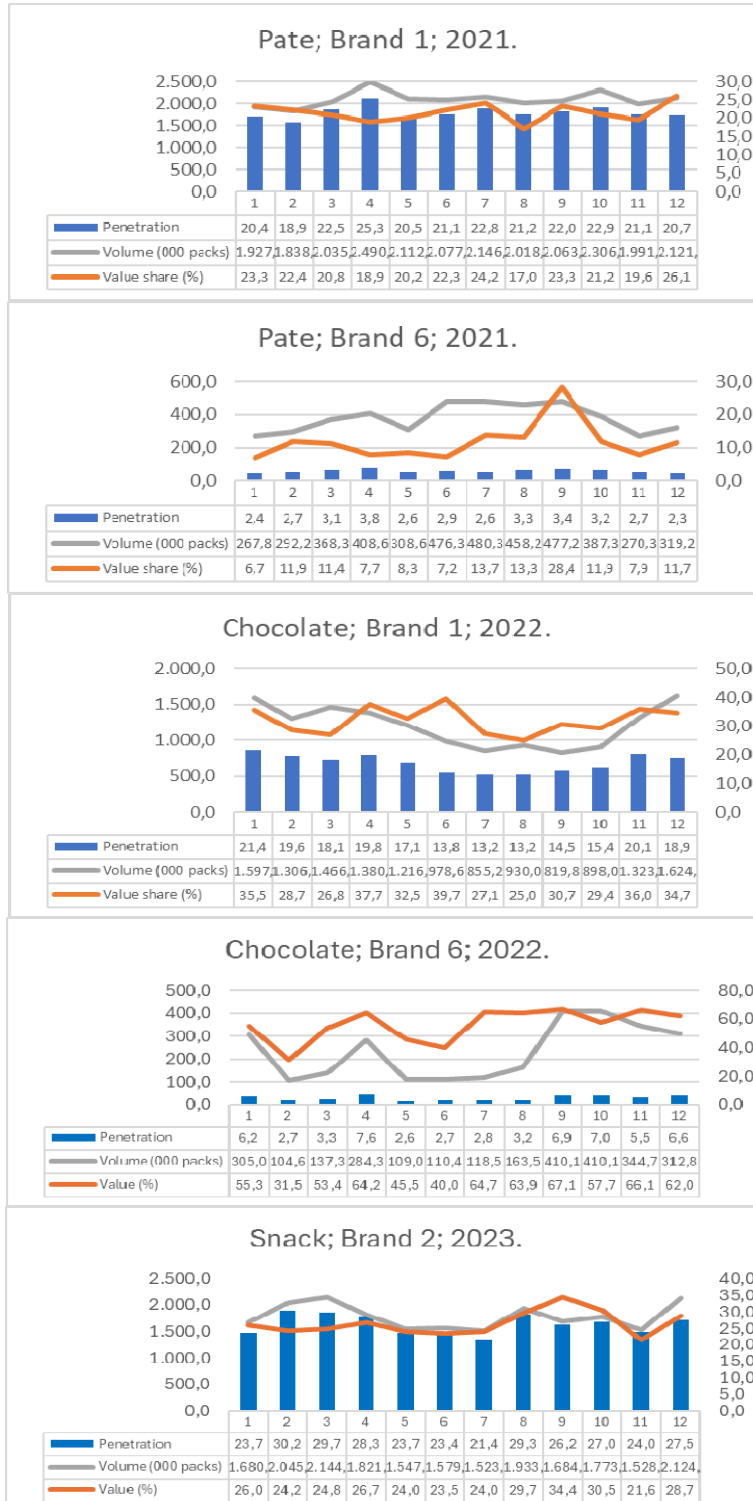 Pate; Brand 1; 2021.
2.500,0 30,0
2.000,0 25,0
1.500,0 20,0
1.000,0 15,0
500,0 10,0
0,0 5,0
0,0
1 2 3 4 5 6 7 8 9 10 11 12
Penetration 20,4 18,9 22,5 25,3 20,5 21,1 22,8 21,2 22,0 22,9 21,1 20,7
Volume (000 packs) 1.927, 1.838, 2.035, 2.490, 2.112, 2.077, 2.146, 2.018, 2.063, 2.306, 1.991, 2.121,
Value share (%) 23,3 22,4 20,8 18,9 20,2 22,3 24,2 17,0 23,3 21,2 19,6 26,1
Pate; Brand 6; 2021.
600,0 30,0
400,0 20,0
200,0 10,0
0,0 0,0
1 2 3 4 5 6 7 8 9 10 11 12
Penetration 2,4 2,7 3,1 3,8 2,6 2,9 2,6 3,3 3,4 3,2 2,7 2,3
Volume (000 packs) 267,8 292,2 368,3 408,6 308,6 476,3 480,3 458,2 477,2 387,3 270,3 319,2
Value share (%) 6,7 11,9 11,4 7,7 8,3 7,2 13,7 13,3 28,4 11,9 7,9 11,7
Chocolate; Brand 1; 2022.
2.000,0 50,0
1.500,0 40,0
1.000,0 30,0
500,0 20,0
0,0 10,0
0,0
1 2 3 4 5 6 7 8 9 10 11 12
Penetration 21,4 19,6 18,1 19,8 17,1 13,8 13,2 13,2 14,5 15,4 20,1 18,9
Volume (000 packs) 1.597, 1.306, 1.466, 1.380, 1.216, 978,6 855,2 930,0 819,8 898,0 1.323, 1.624,
Value share (%) 35,5 28,7 26,8 37,7 32,5 39,7 27,1 25,0 30,7 29,4 36,0 34,7
Chocolate; Brand 6; 2022.
500,0 80,0
400,0 60,0
300,0 40,0
200,0 20,0
100,0 0,0
0,0
1 2 3 4 5 6 7 8 9 10 11 12
Penetration 6,2 2,7 3,3 7,6 2,6 2,7 2,8 3,2 6,9 7,0 5,5 6,6
Volume (000 packs) 305,0 104,6 137,3 284,3 109,0 110,4 118,5 163,5 410,1 410,1 344,7 312,8
Value (%) 55,3 31,5 53,4 64,2 45,5 40,0 64,7 63,9 67,1 57,7 66,1 62,0
Snack; Brand 2; 2023.
2.500,0 40,0
2.000,0 35,0
1.500,0 30,0
1.000,0 25,0
500,0 20,0
0,0 15,0
10,0
5,0
0,0
1 2 3 4 5 6 7 8 9 10 11 12
Penetration 23,7 30,2 29,7 28,3 23,7 23,4 21,4 29,3 26,2 27,0 24,0 27,5
Volume (000 packs) 1.680, 2.045, 2.144, 1.821, 1.547, 1.579, 1.523, 1.933, 1.684, 1.773, 1.528, 2.124,
Value (%) 26,0 24,2 24,8 26,7 24,0 23,5 24,0 29,7 34,4 30,5 21,6 28,7